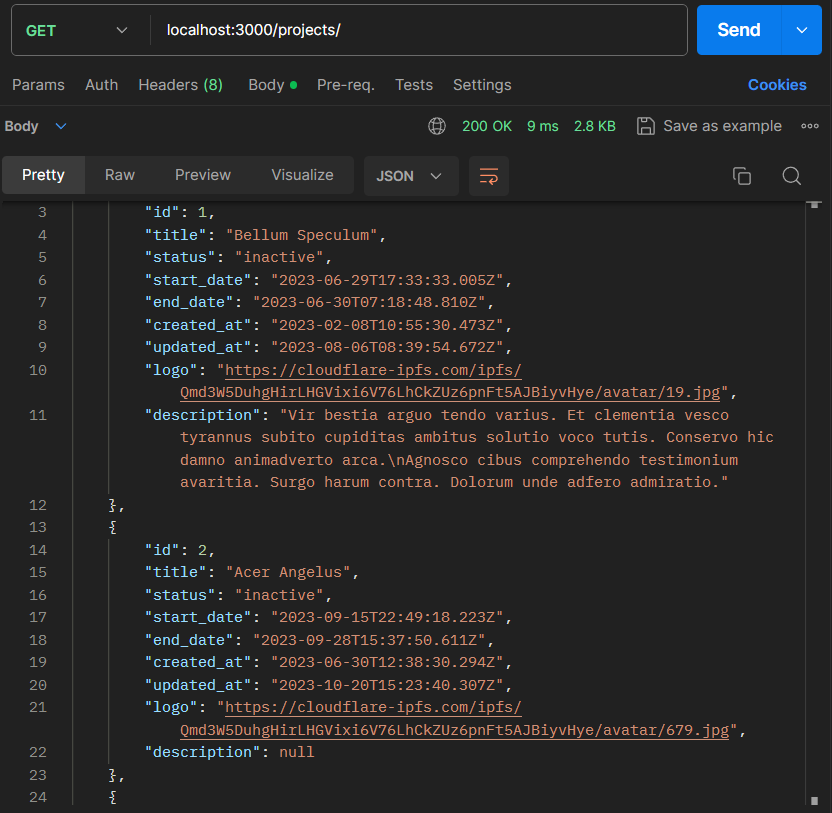 GET localhost:3000/projects/ Send
Params Auth Headers (8) Body Pre-req. Tests Settings Cookies
Body 200 OK 9 ms 2.8 KB Save as example
Pretty Raw Preview Visualize JSON
3 "id": 1,
4 "title": "Bellum Speculum",
5 "status": "inactive",
6 "start_date": "2023-06-29T17:33:33.005Z",
7 "end_date": "2023-06-30T07:18:48.810Z",
8 "created_at": "2023-02-08T10:55:30.473Z",
9 "updated_at": "2023-08-06T08:39:54.672Z",
10 "logo": "https://cloudflare-ipfs.com/ipfs/
Qmd3W5DuhgHirLHGVixi6V76LhCkZUz6pnFt5AJBiyvHye/avatar/19.jpg",
11 "description": "Vir bestia arguo tendo varius. Et clementia vesco
tyrannus subito cupiditas ambitus solutio voco tutis. Conservo hic
damno animadverto arca.\nAgnosco cibus comprehendo testimonium
avaritia. Surgo harum contra. Dolorum unde adfero admiratio."
12 },
13 {
14 "id": 2,
15 "title": "Acer Angelus",
16 "status": "inactive",
17 "start_date": "2023-09-15T22:49:18.223Z",
18 "end_date": "2023-09-28T15:37:50.611Z",
19 "created_at": "2023-06-30T12:38:30.294Z",
20 "updated_at": "2023-10-20T15:23:40.307Z",
21 "logo": "https://cloudflare-ipfs.com/ipfs/
Qmd3W5DuhgHirLHGVixi6V76LhCkZUz6pnFt5AJBiyvHye/avatar/679.jpg",
22 "description": null
23 },
24 {